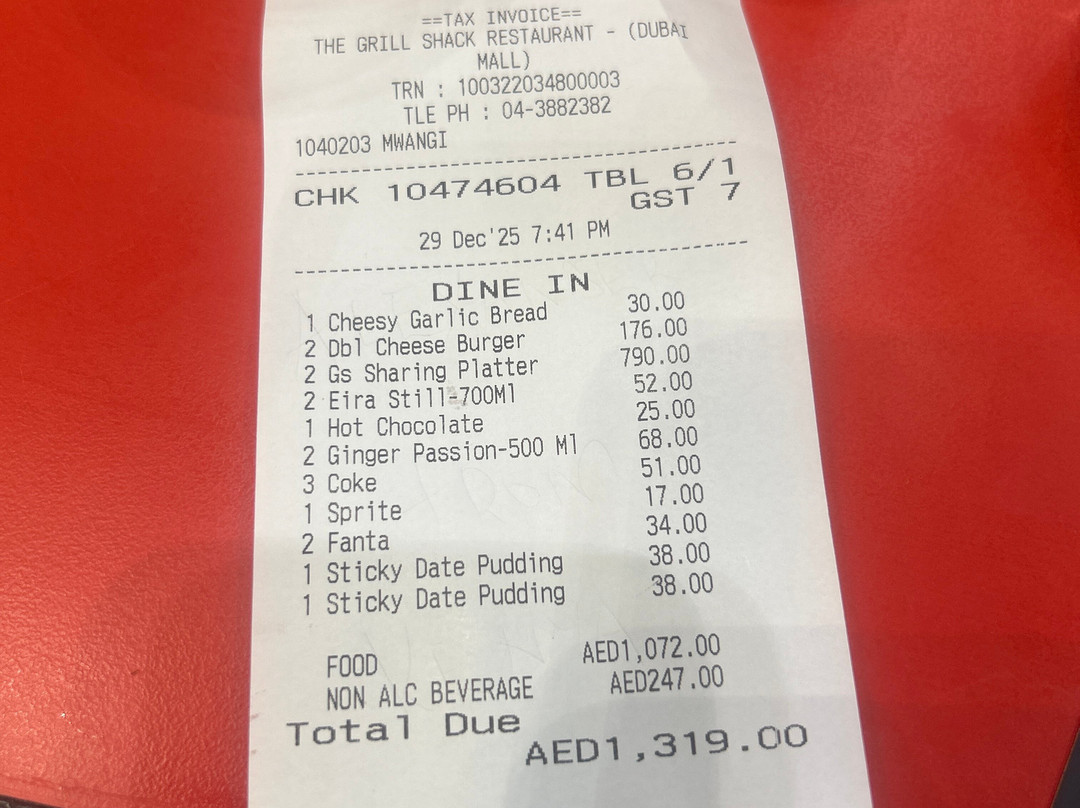 ==TAX INVOICE==
THE GRILL SHACK RESTAURANT - (DUBAI
MALL)
TRN : 100322034800003
TLE PH : 04-3882382
1040203 MWANGI
CHK 10474604 TBL 6/1
GST 7
29 Dec'25 7:41 PM
DINE IN
1 Cheesy Garlic Bread 30.00
2 Dbl Cheese Burger 176.00
2 Gs Sharing Platter 790.00
2 Eira Still-700Ml 52.00
1 Hot Chocolate 25.00
2 Ginger Passion-500 Ml 68.00
3 Coke 51.00
1 Sprite 17.00
2 Fanta 34.00
1 Sticky Date Pudding 38.00
1 Sticky Date Pudding 38.00
FOOD AED1,072.00
NON ALC BEVERAGE AED247.00
Total Due
AED1,319.00